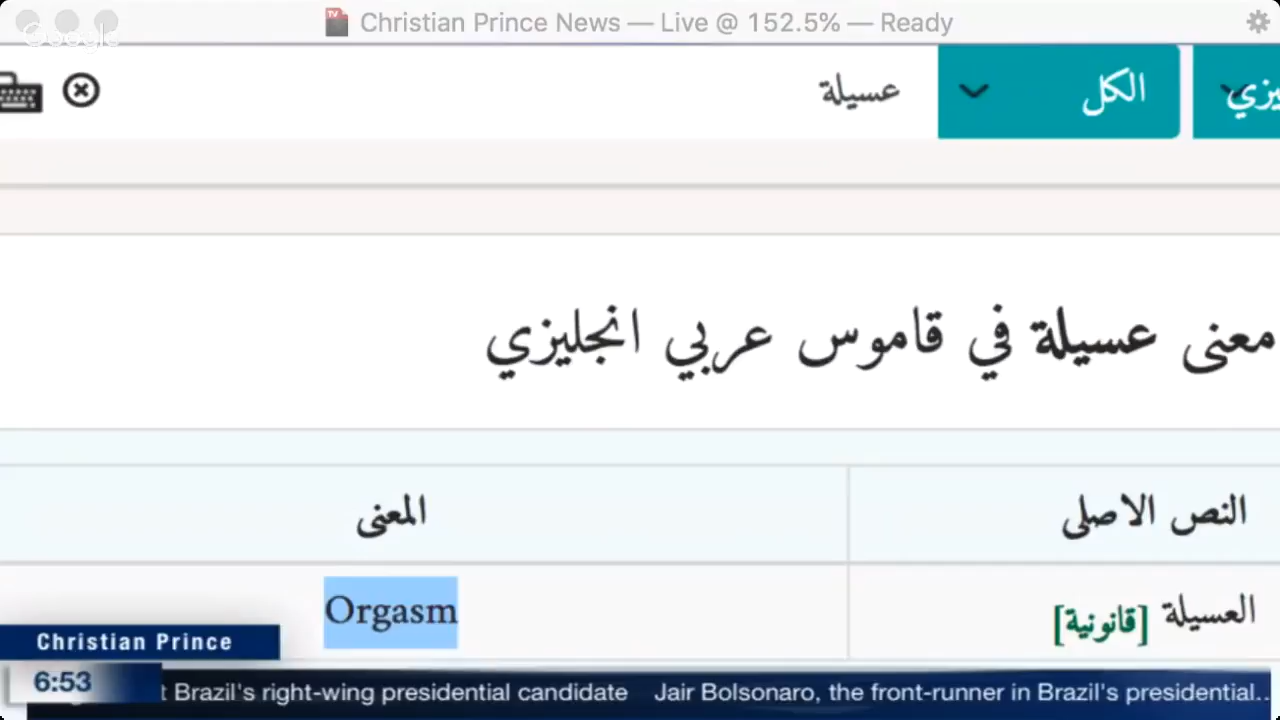 Christian Prince News — Live @ 152.5% — Ready
Google
عسيلة
الكل
ليزي
معنى عسيلة في قاموس عربي انجليزي
النص الاصلى
المعنى
العسيلة [قانونية]
Orgasm
Christian Prince
6:53
t Brazil's right-wing presidential candidate Jair Bolsonaro, the front-runner in Brazil's presidential...